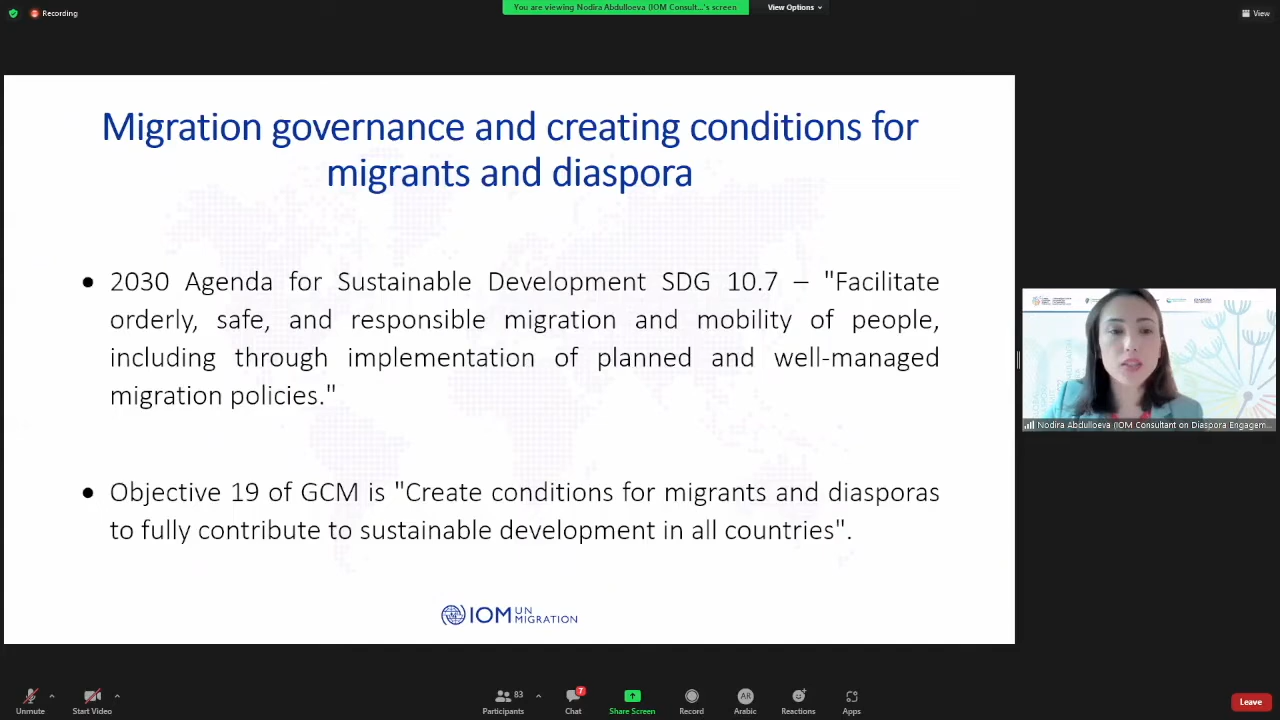 Recording
You are viewing Nodira Abdulloeva (IOM Consult...'s screen
View Options
View
Migration governance and creating conditions for
migrants and diaspora
• 2030 Agenda for Sustainable Development SDG 10.7 – "Facilitate
orderly, safe, and responsible migration and mobility of people,
including through implementation of planned and well-managed
migration policies."
• Objective 19 of GCM is "Create conditions for migrants and diasporas
to fully contribute to sustainable development in all countries".
IOM UN
MIGRATION
Nodira Abdulloeva (IOM Consultant on Diaspora Engagem...
Unmute
Start Video
83
Participants
7
Chat
Share Screen
Record
AR
Arabic
Reactions
Apps
Leave